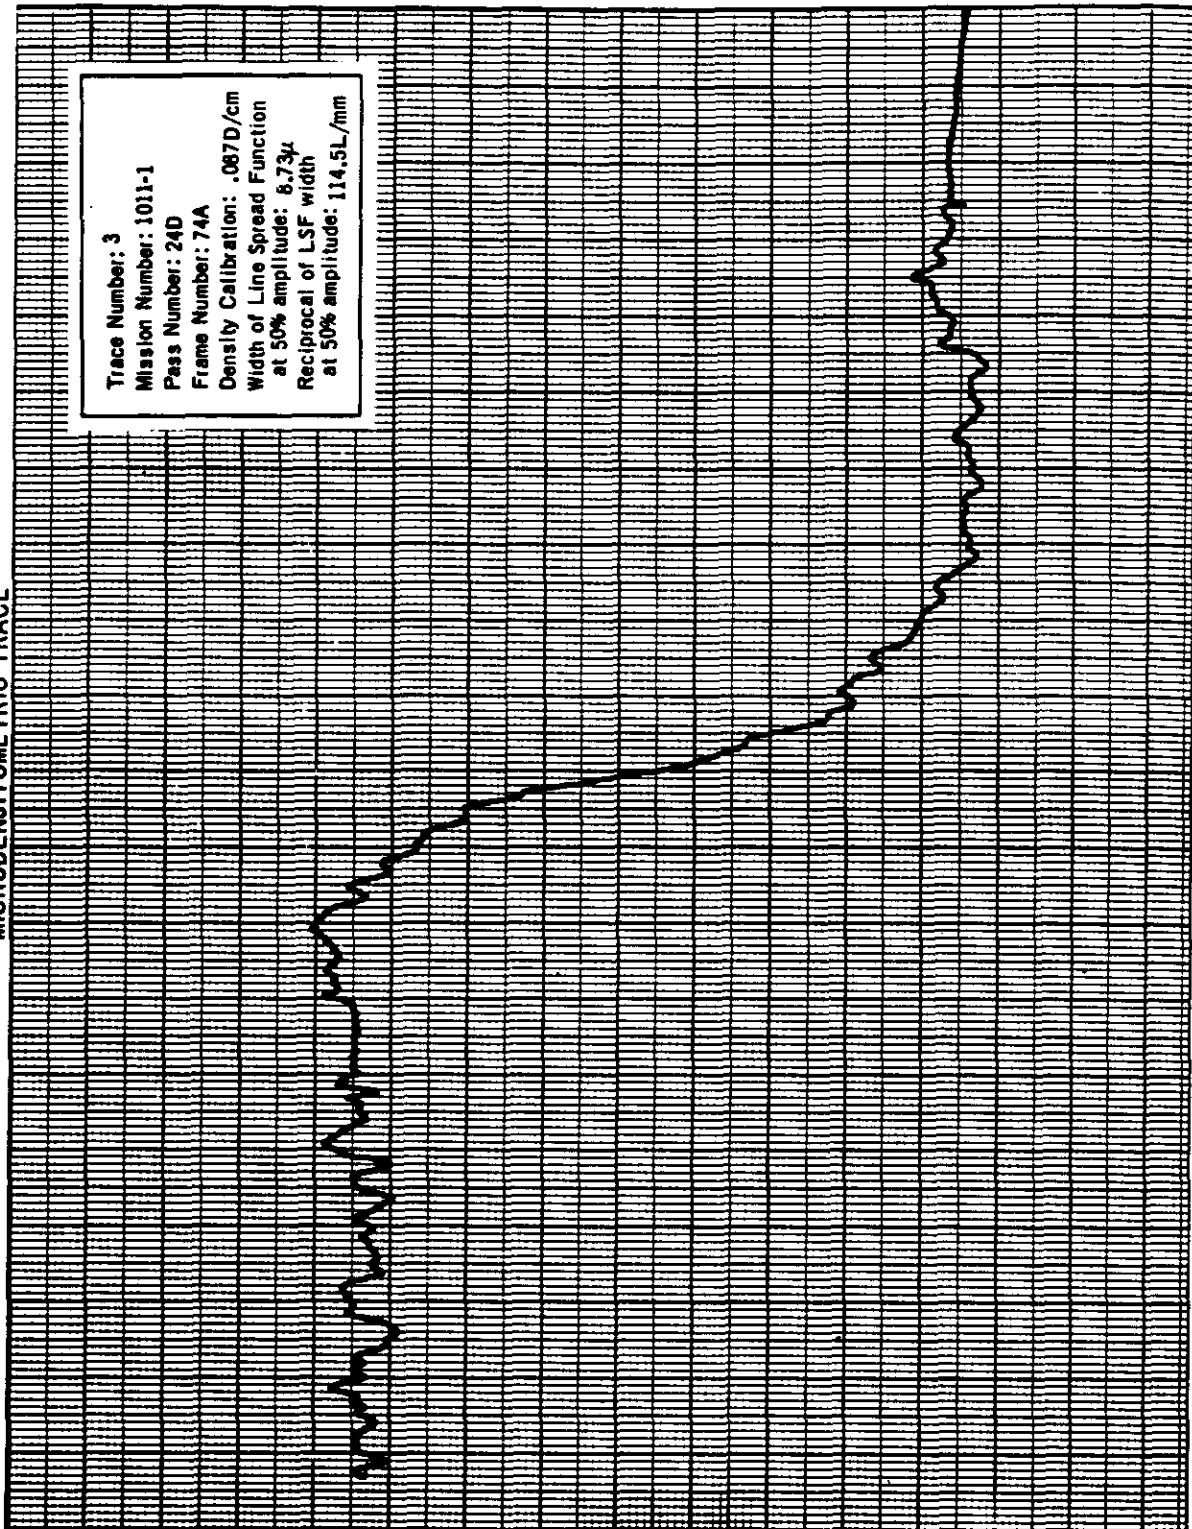 MICRODENSITOMETRIC TRACE
Trace Number: 3
Mission Number: 1011-1
Pass Number: 24D
Frame Number: 74A
Density Calibration: .087D/cm
Width of Line Spread Function
at 50% amplitude: 8.73μ
Reciprocal of LSF width
at 50% amplitude: 114.5L/mm